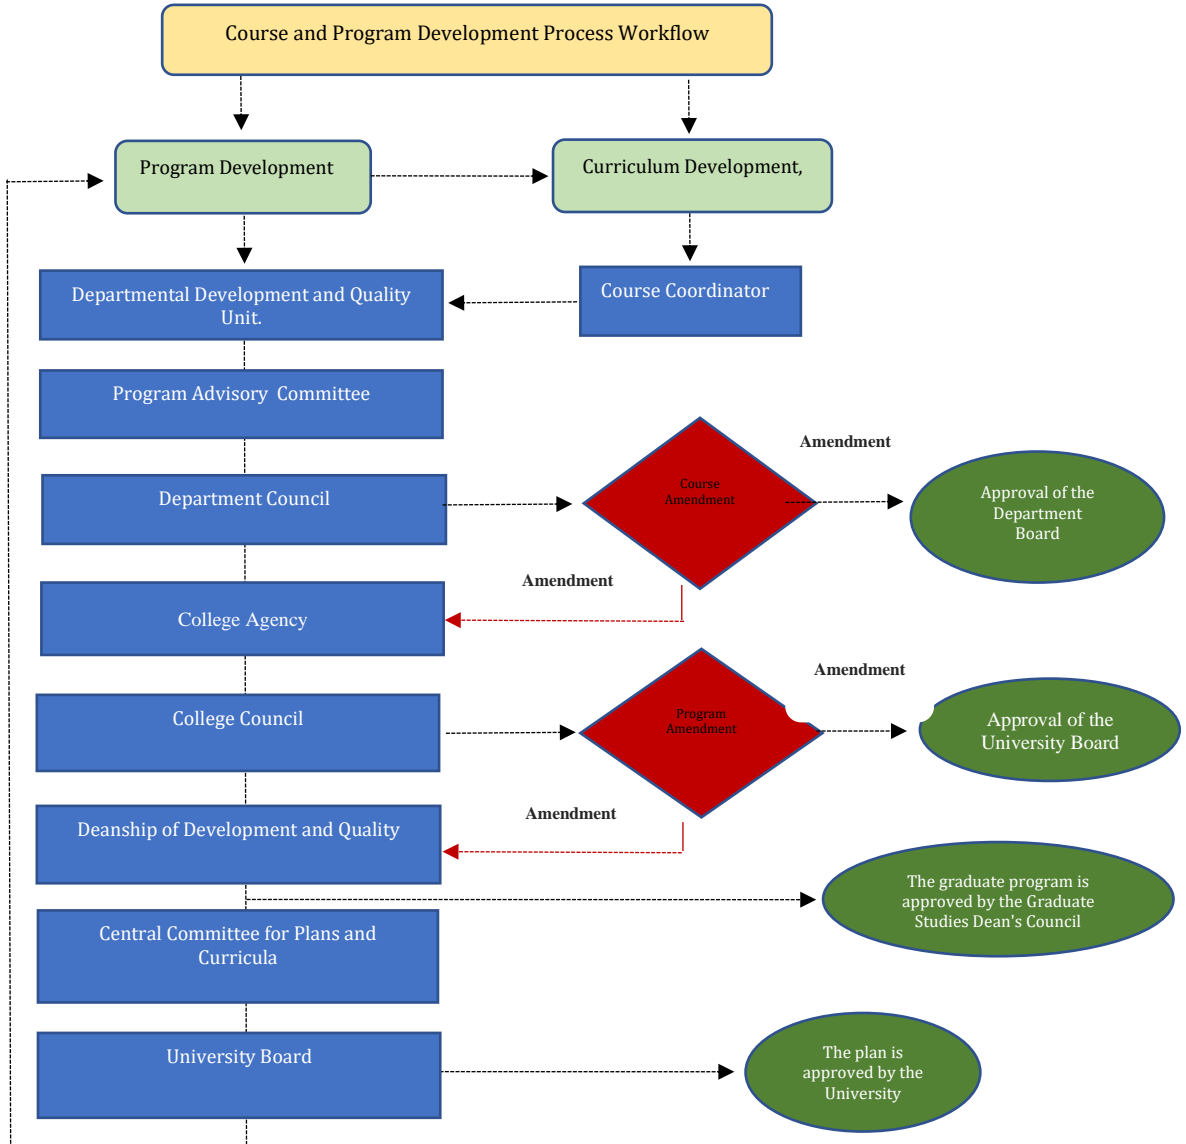 Course and Program Development Process Workflow
Program Development
Curriculum Development,
Departmental Development and Quality
Unit.
Course Coordinator
Program Advisory Committee
Department Council
Course
Amendment
Amendment
Approval of the
Department
Board
Amendment
College Agency
College Council
Program
Amendment
Amendment
Approval of the
University Board
Amendment
Deanship of Development and Quality
The graduate program is
approved by the Graduate
Studies Dean's Council
Central Committee for Plans and
Curricula
University Board
The plan is
approved by the
University